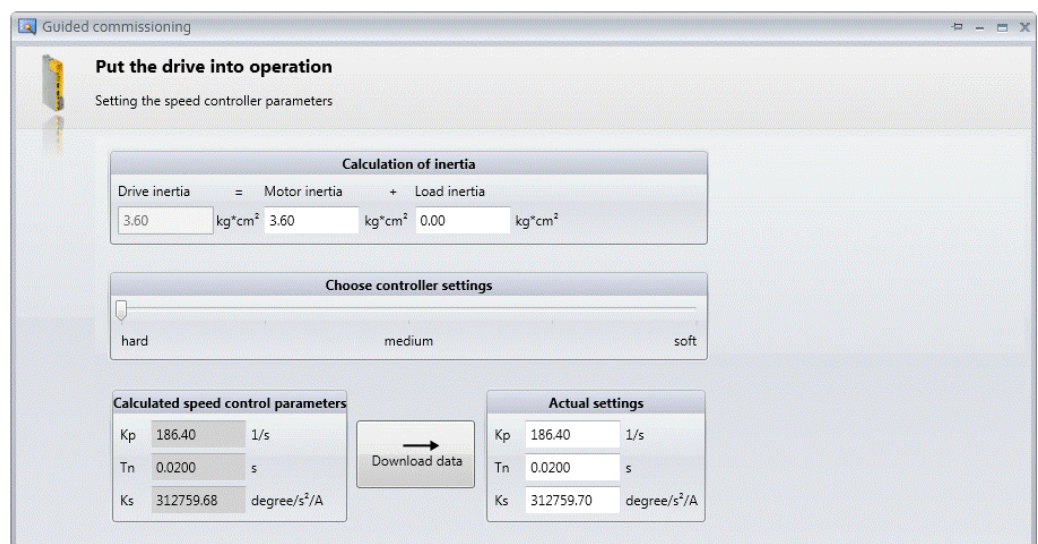 Guided commissioning
Put the drive into operation
Setting the speed controller parameters
Calculation of inertia
Drive inertia = Motor inertia + Load inertia
3.60 kg*cm² 3.60 kg*cm² 0.00 kg*cm²
Choose controller settings
hard medium soft
Calculated speed control parameters
Kp 186.40 1/s
Tn 0.0200 s
Ks 312759.68 degree/s²/A
Download data
Actual settings
Kp 186.40 1/s
Tn 0.0200 s
Ks 312759.70 degree/s²/A